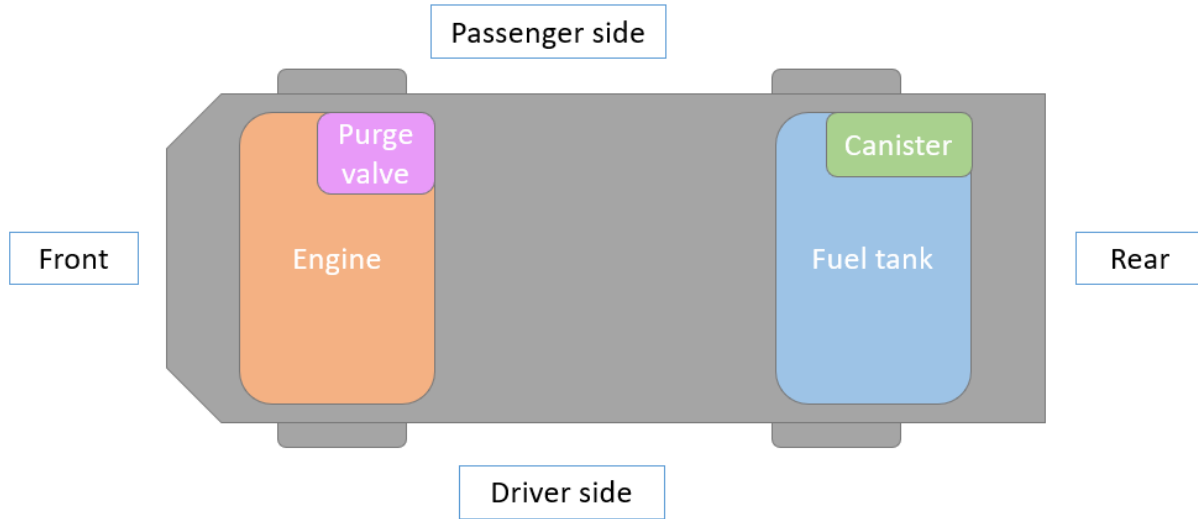 Passenger side
Purge
valve
Canister
Front
Engine
Fuel tank
Rear
Driver side